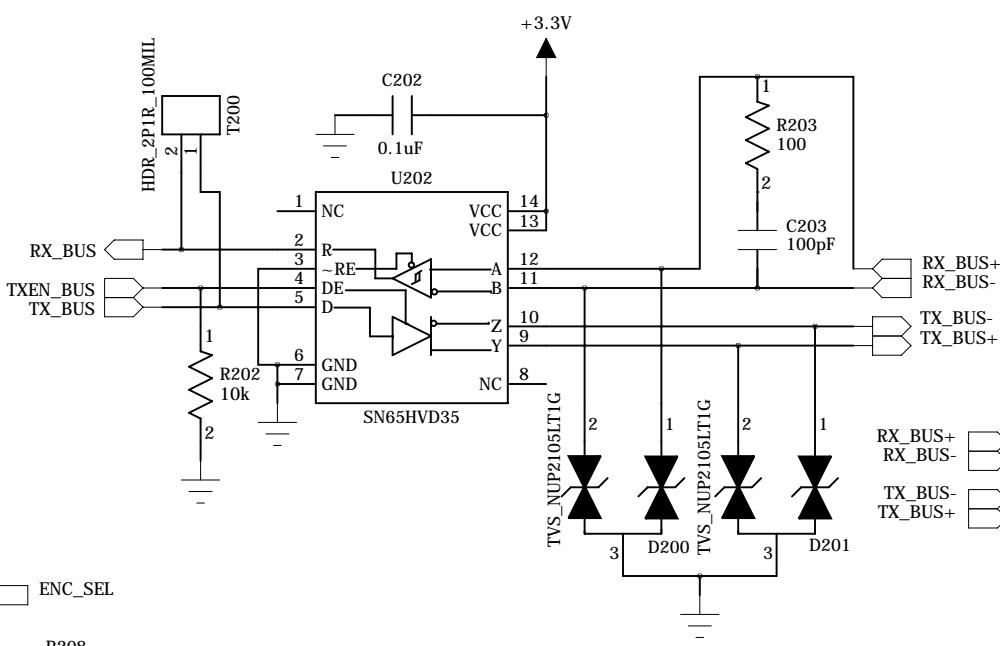 +3.3V
HDR_2P1R_100MIL
T200
2
1
C202
0.1uF
1
R203
100
2
C203
100pF
U202
1
NC
VCC
14
VCC
13
RX_BUS
2
R
3
~RE
A
12
RX_BUS+
TXEN_BUS
4
DE
B
11
RX_BUS-
TX_BUS
5
D
Z
10
TX_BUS-
Y
9
TX_BUS+
1
R202
10k
2
6
GND
7
GND
NC
8
SN65HVD35
TVS_NUP2105LT1G
2
1
TVS_NUP2105LT1G
2
1
RX_BUS+
RX_BUS-
TX_BUS-
TX_BUS+
3
D200
3
D201
ENC_SEL